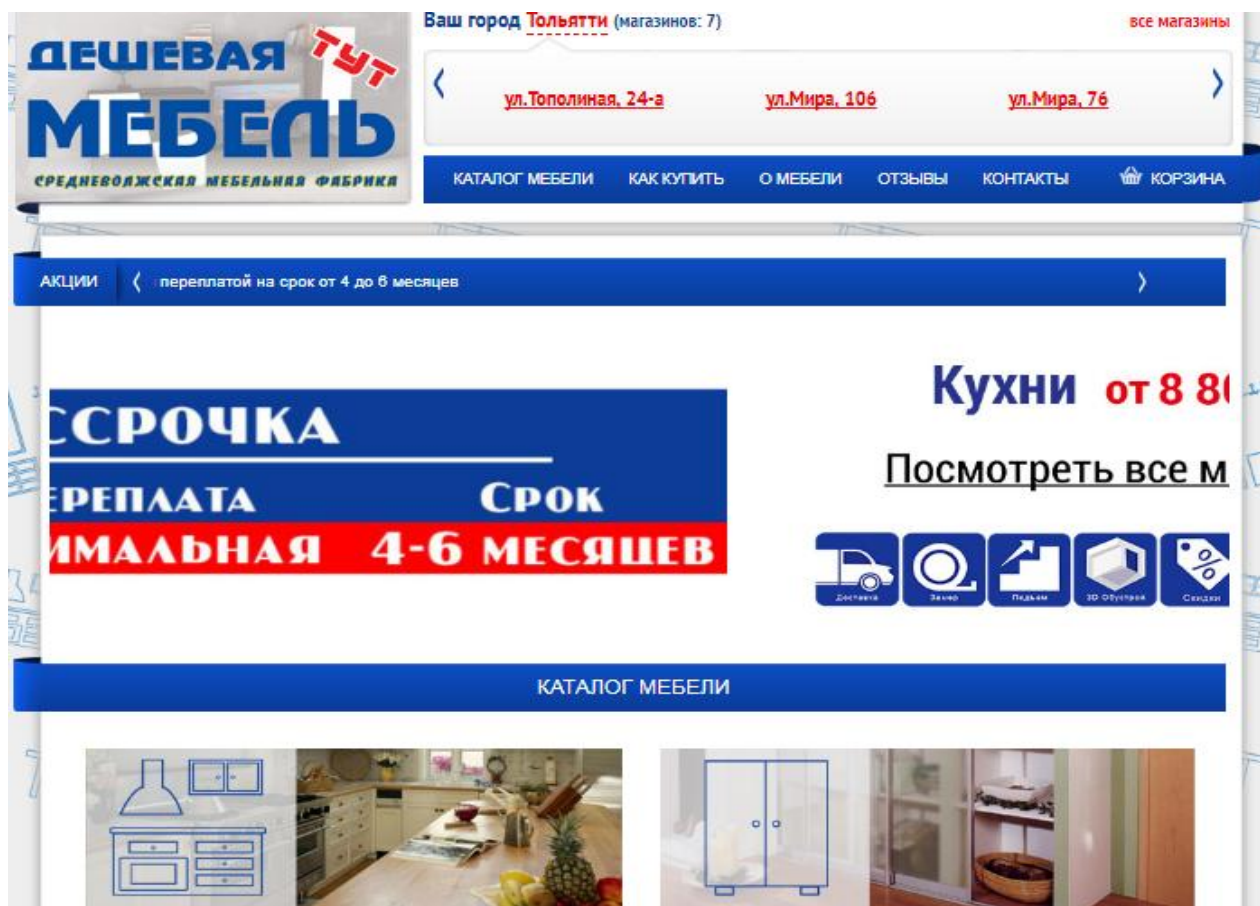 ДЕШЕВАЯ ТУТ
МЕБЕЛЬ
СРЕДНЕВОЛЖСКАЯ МЕБЕЛЬНАЯ ФАБРИКА
Ваш город Тольятти (магазинов: 7)
все магазины
ул.Тополиная, 24-а ул.Мира, 106 ул.Мира, 76
КАТАЛОГ МЕБЕЛИ КАК КУПИТЬ О МЕБЕЛИ ОТЗЫВЫ КОНТАКТЫ КОРЗИНА
АКЦИИ переплатой на срок от 4 до 6 месяцев
ССРОЧКА
ЕРЕПЛАТА СРОК
ИМАЛЬНАЯ 4-6 МЕСЯЦЕВ
Кухни от 8 8
Посмотреть все м
Доставка Замер Подъем 3D Обустрой Скидки
%
КАТАЛОГ МЕБЕЛИ